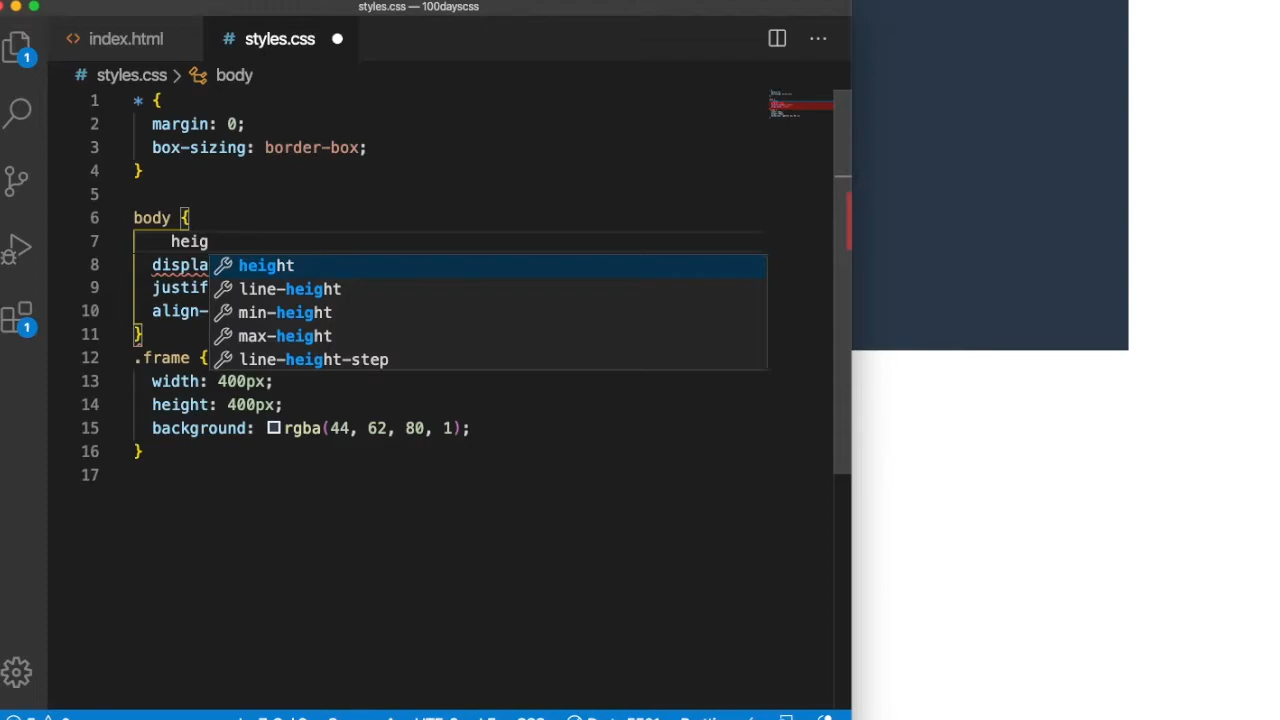 styles.css — 100dayscss
index.html
styles.css
styles.css > body
1 * {
2 margin: 0;
3 box-sizing: border-box;
4 }
5
6 body {
7 heig
8 displa
height
9 justif
line-height
10 align-
min-height
11 }
max-height
12 .frame {
line-height-step
13 width: 400px;
14 height: 400px;
15 background: rgba(44, 62, 80, 1);
16 }
17
1
1